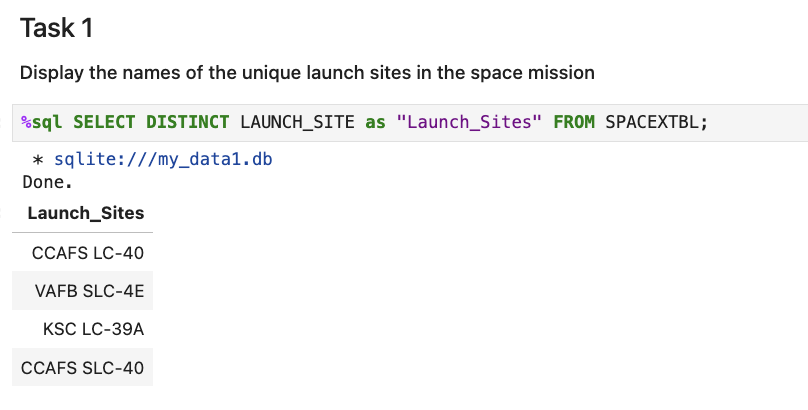 Task 1
Display the names of the unique launch sites in the space mission
%sql SELECT DISTINCT LAUNCH_SITE as "Launch_Sites" FROM SPACEXTBL;
* sqlite:///my_data1.db
Done.
Launch_Sites
CCAFS LC-40
VAFB SLC-4E
KSC LC-39A
CCAFS SLC-40